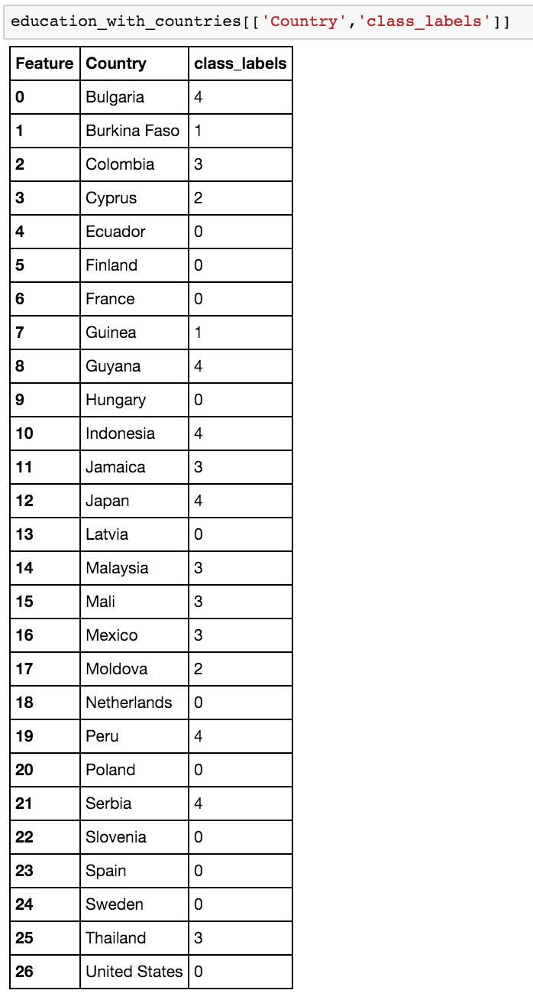 education_with_countries[['Country','class_labels']]
Feature Country class_labels
0 Bulgaria 4
1 Burkina Faso 1
2 Colombia 3
3 Cyprus 2
4 Ecuador 0
5 Finland 0
6 France 0
7 Guinea 1
8 Guyana 4
9 Hungary 0
10 Indonesia 4
11 Jamaica 3
12 Japan 4
13 Latvia 0
14 Malaysia 3
15 Mali 3
16 Mexico 3
17 Moldova 2
18 Netherlands 0
19 Peru 4
20 Poland 0
21 Serbia 4
22 Slovenia 0
23 Spain 0
24 Sweden 0
25 Thailand 3
26 United States 0